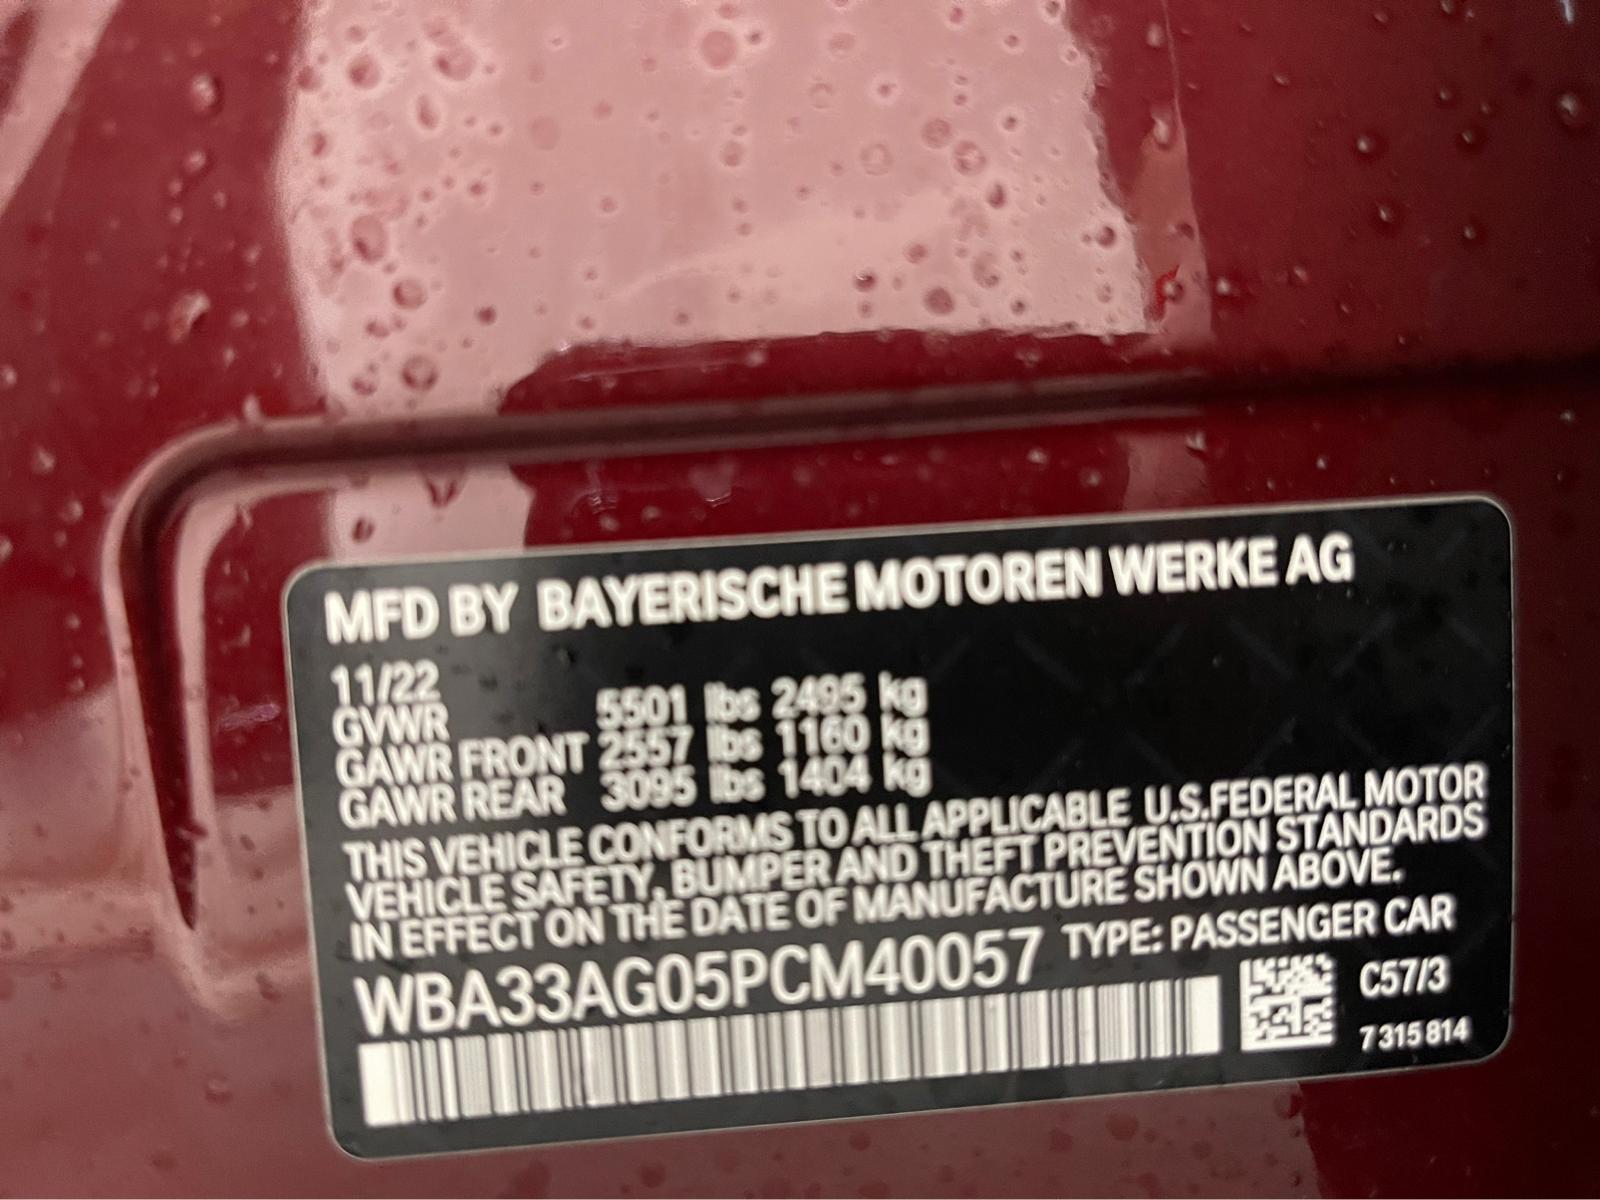 MFD BY BAYERISCHE MOTOREN WERKE AG
11/22
GVWR 5501 lbs 2495 kg
GAWR FRONT 2557 lbs 1160 kg
GAWR REAR 3095 lbs 1404 kg
THIS VEHICLE CONFORMS TO ALL APPLICABLE U.S.FEDERAL MOTOR
VEHICLE SAFETY, BUMPER AND THEFT PREVENTION STANDARDS
IN EFFECT ON THE DATE OF MANUFACTURE SHOWN ABOVE.
WBA33AG05PCM40057 TYPE: PASSENGER CAR
C57/3
7 315 814